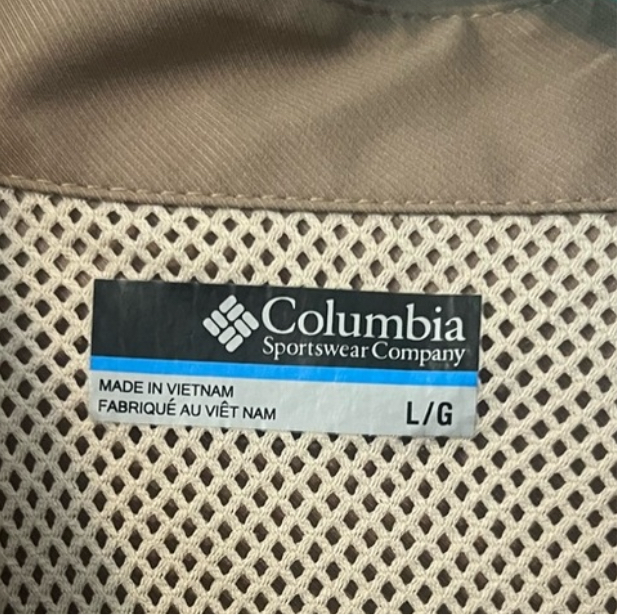 Columbia
Sportswear Company
MADE IN VIETNAM
FABRIQUÉ AU VIÊT NAM
L/G